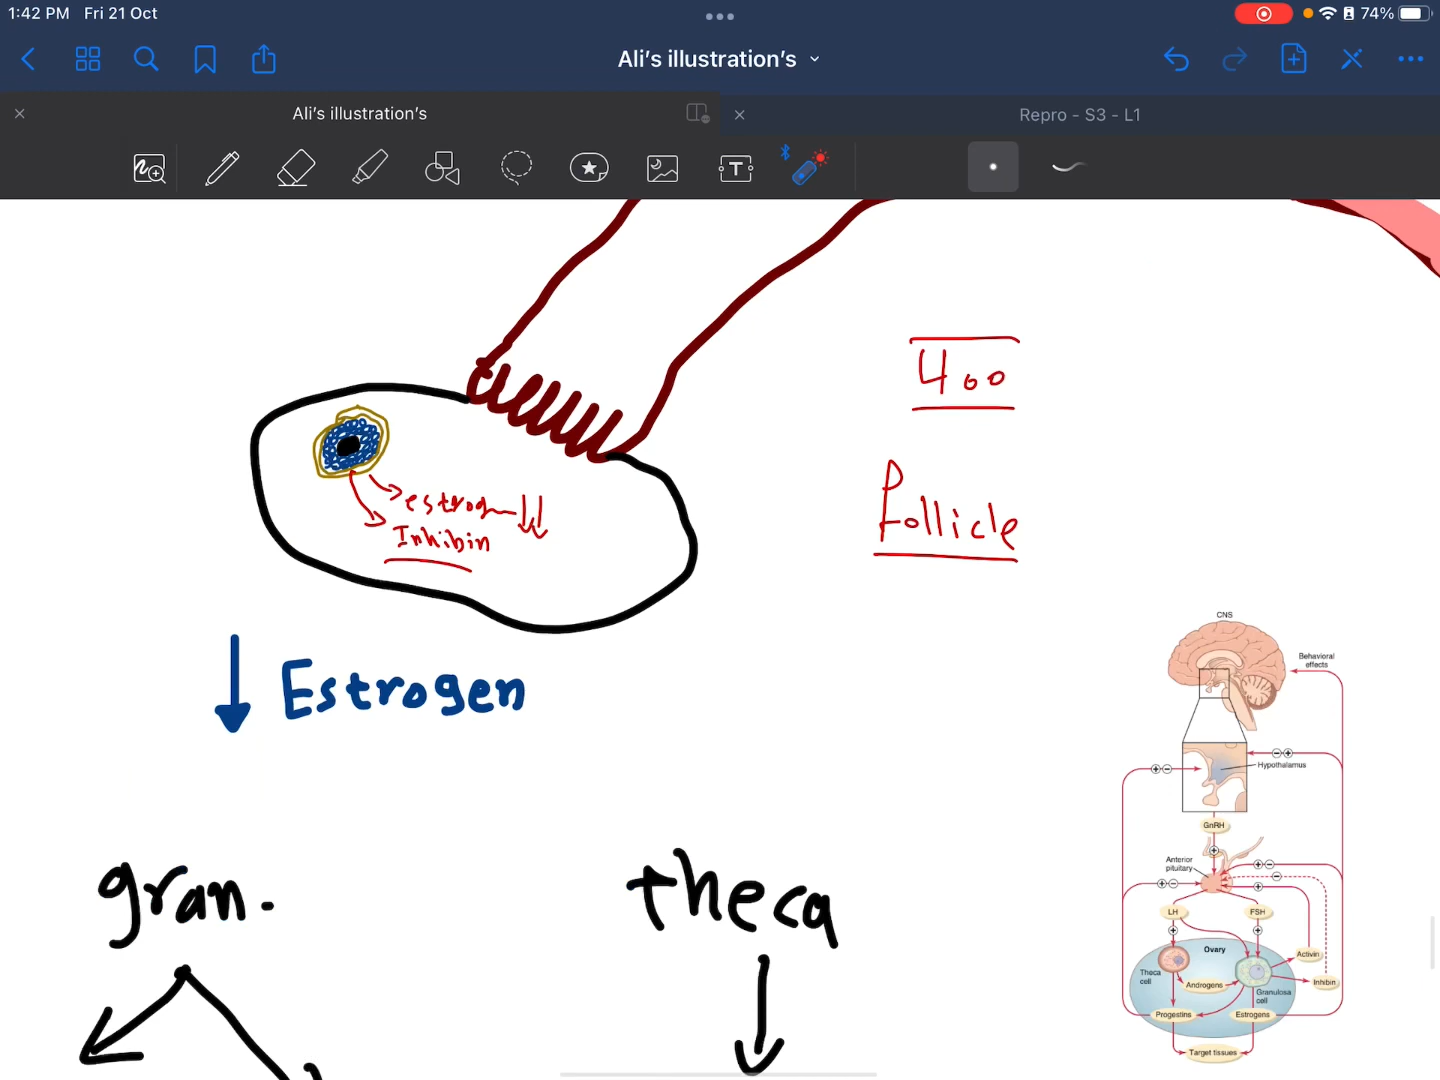 1:42 PM Fri 21 Oct
74%
Ali's illustration's
Ali's illustration's
Repro - S3 - L1
T
400
estrogen
Inhibin
Follicle
Estrogen
gran.
theca
CNS
Behavioral
effects
Hypothalamus
GnRH
Anterior
pituitary
LH
FSH
Ovary
Activin
Theca
cell
Androgens
Granulosa
cell
Inhibin
Progestins
Estrogens
Target tissues